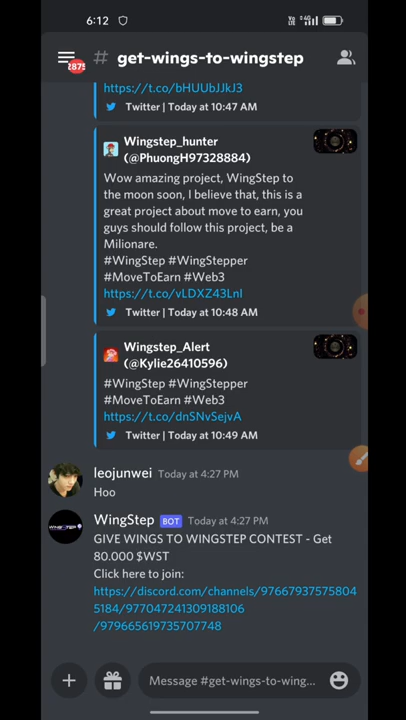 6:12
2875
# get-wings-to-wingstep
https://t.co/bHUUbJJkJ3
Twitter | Today at 10:47 AM
Wingstep_hunter
(@PhuongH97328884)
Wow amazing project, WingStep to
the moon soon, I believe that, this is a
great project about move to earn, you
guys should follow this project, be a
Milionare.
#WingStep #WingStepper
#MoveToEarn #Web3
https://t.co/vLDXZ43LnI
Twitter | Today at 10:48 AM
Wingstep_Alert
(@Kylie26410596)
#WingStep #WingStepper
#MoveToEarn #Web3
https://t.co/dnSNvSejvA
Twitter | Today at 10:49 AM
leojunwei Today at 4:27 PM
Hoo
WingStep BOT Today at 4:27 PM
GIVE WINGS TO WINGSTEP CONTEST - Get
80.000 $WST
Click here to join:
https://discord.com/channels/97667937575804
5184/977047241309188106
/979665619735707748
Message #get-wings-to-wing...